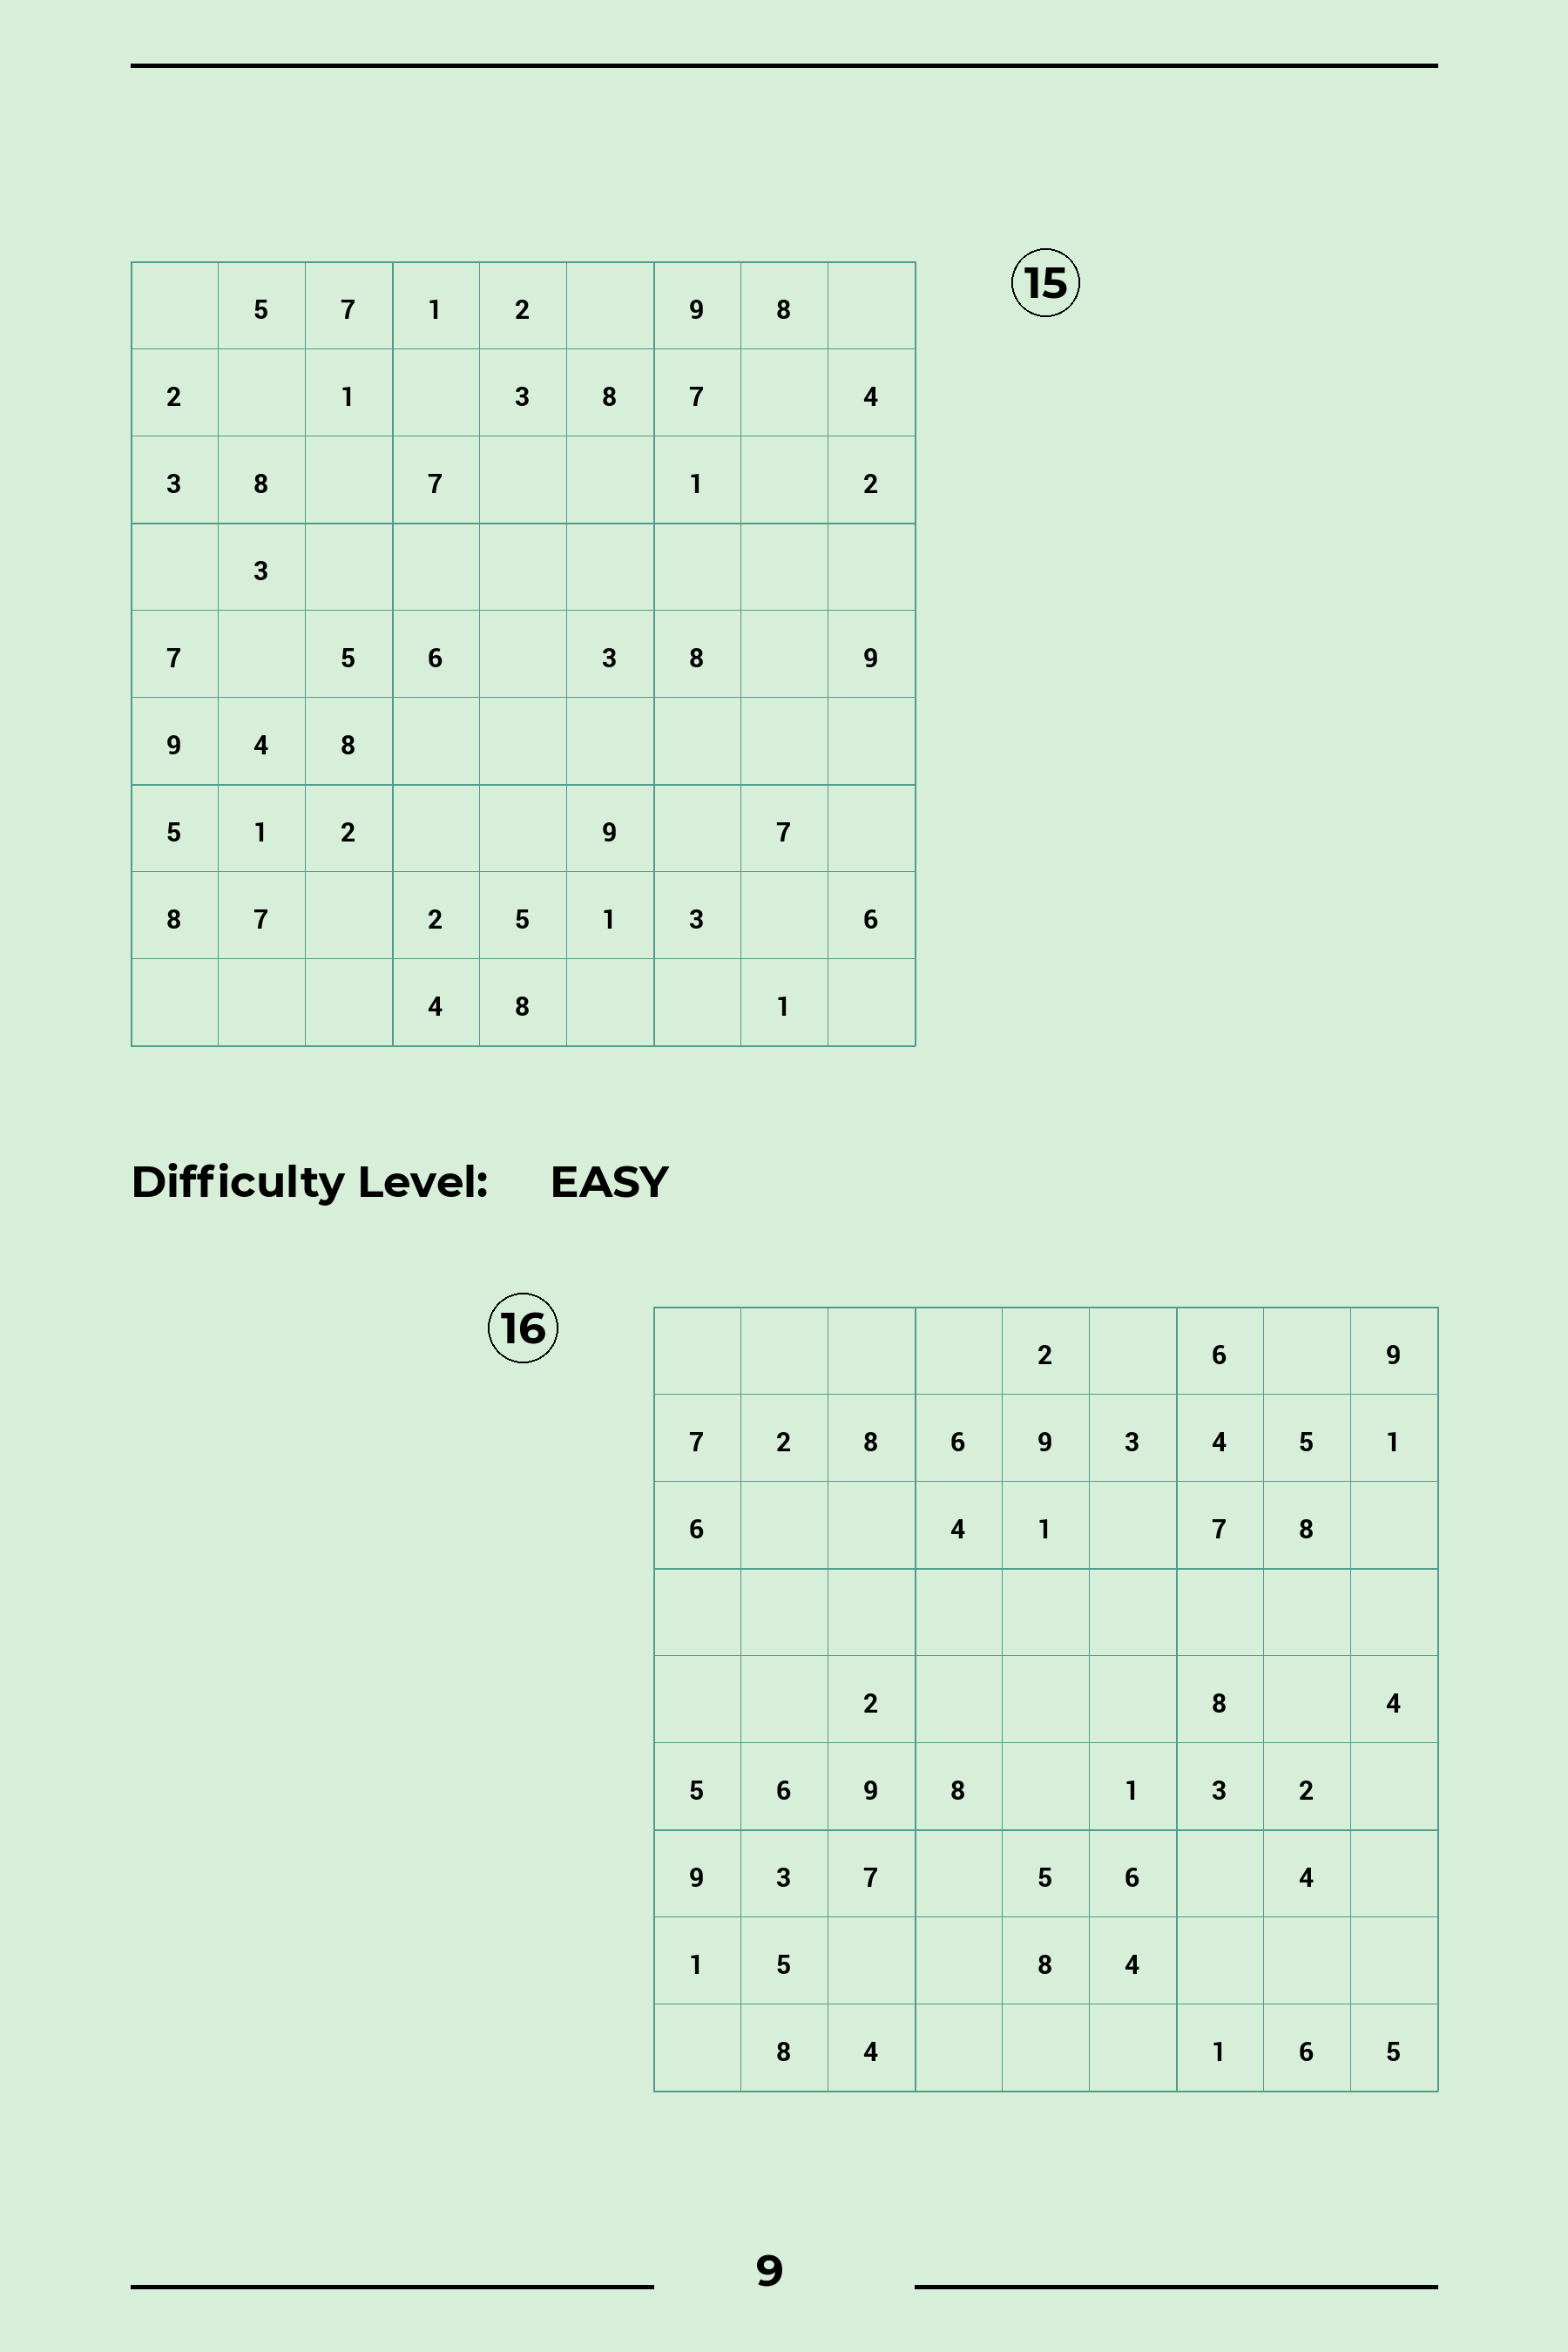 15
5 7 1 2 9 8
2 1 3 8 7 4
3 8 7 1 2
3
7 5 6 3 8 9
9 4 8
5 1 2 9 7
8 7 2 5 1 3 6
4 8 1
Difficulty Level: EASY
16
2 6 9
7 2 8 6 9 3 4 5 1
6 4 1 7 8
2 8 4
5 6 9 8 1 3 2
9 3 7 5 6 4
1 5 8 4
8 4 1 6 5
9